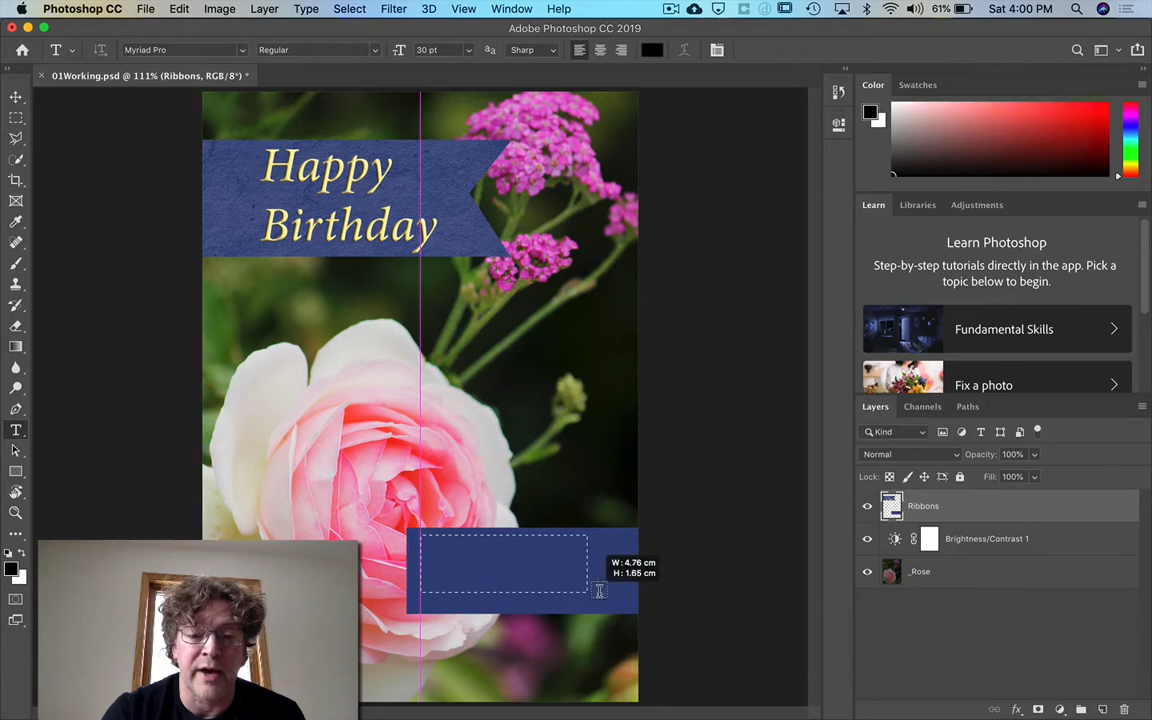 Photoshop CC File Edit Image Layer Type Select Filter 3D View Window Help 61% Sat 4:00 PM
Adobe Photoshop CC 2019
T Myriad Pro Regular 30 pt Sharp
01Working.psd @ 111% (Ribbons, RGB/8*) *
Color Swatches
Happy
Birthday
Learn Libraries Adjustments
Learn Photoshop
Step-by-step tutorials directly in the app. Pick a
topic below to begin.
Fundamental Skills
Fix a photo
Layers Channels Paths
Kind
Normal Opacity: 100%
Lock: Fill: 100%
Ribbons
Brightness/Contrast 1
_Rose
W: 4.76 cm
H: 1.65 cm